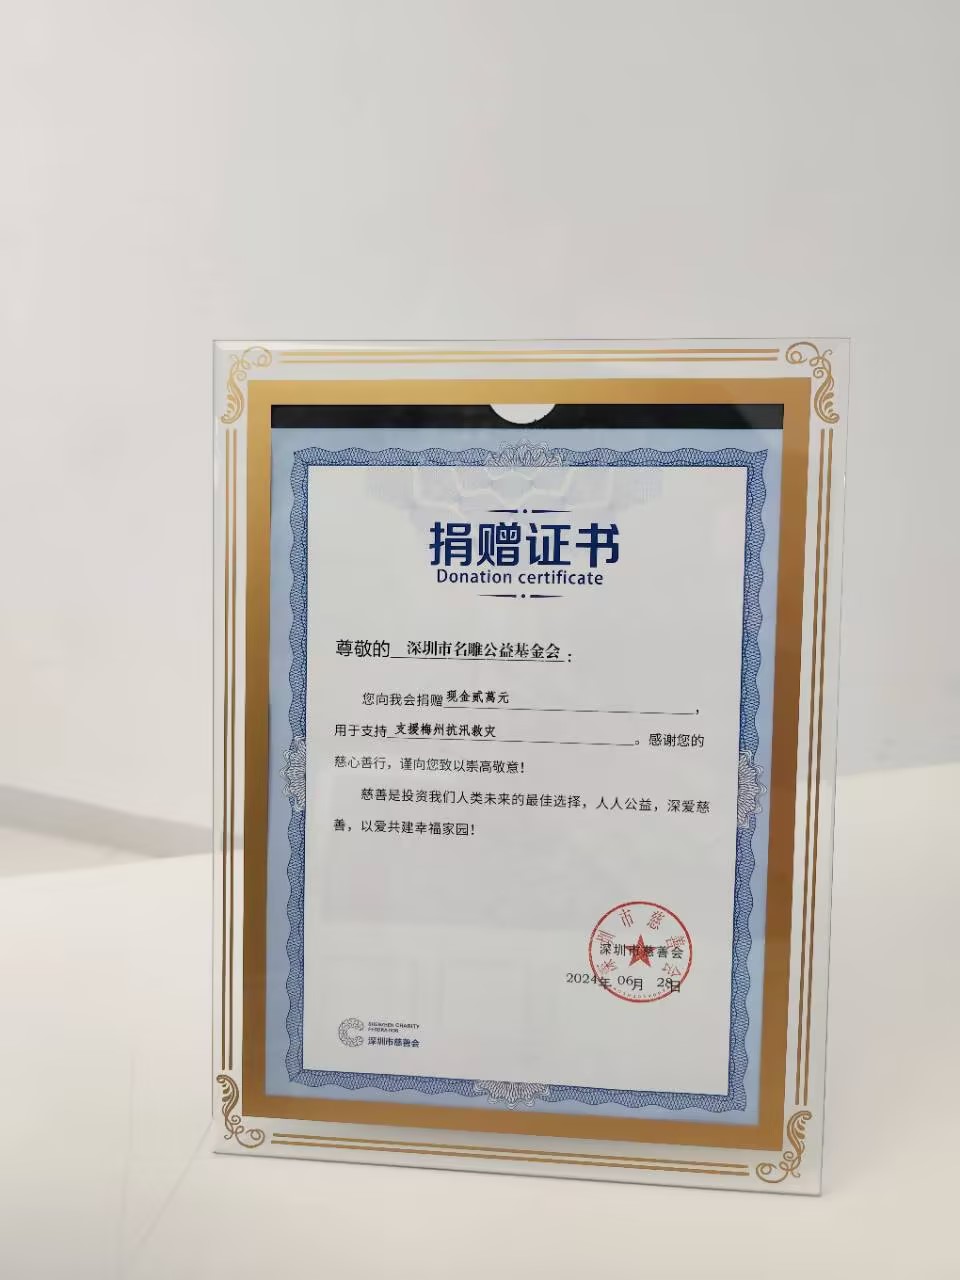 捐赠证书
Donation certificate
尊敬的 深圳市名雕公益基金会：
您向我会捐赠现金贰萬元，
用于支持 支援梅州抗汛救灾。感谢您的
慈心善行，谨向您致以崇高敬意！
慈善是投资我们人类未来的最佳选择，人人公益，深爱慈
善，以爱共建幸福家园！
深圳市慈善会
深圳市慈善会
2024年 06月 28日
SHENZHEN CHARITY
FEDERATION
深圳市慈善会